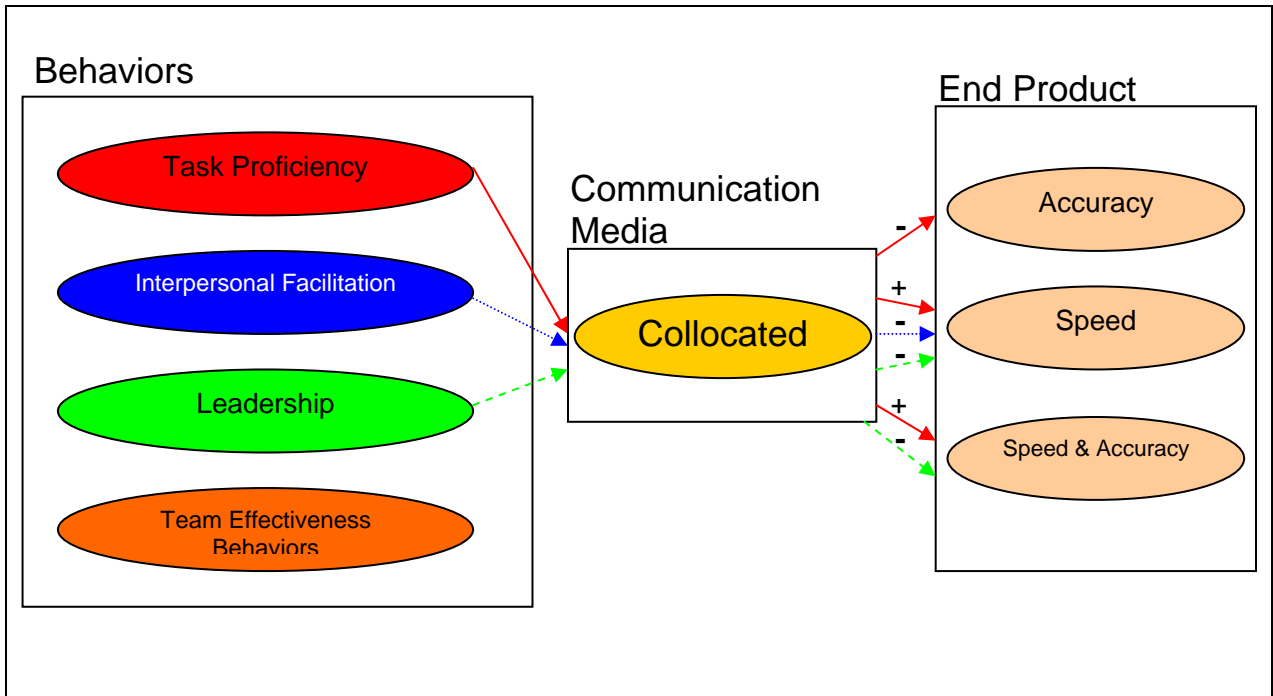 Behaviors
Task Proficiency
Interpersonal Facilitation
Leadership
Team Effectiveness
Behaviors
Communication
Media
Collocated
-
+
-
-
+
-
End Product
Accuracy
Speed
Speed & Accuracy